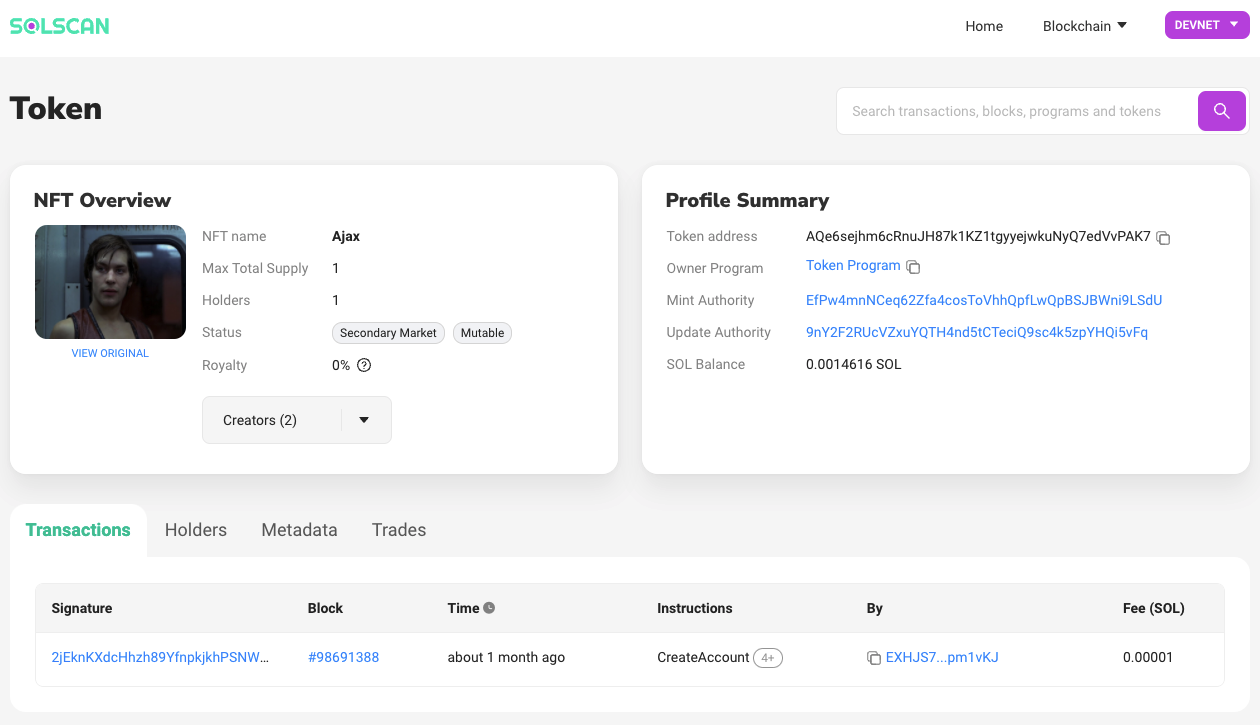 SOLSCAN
Home
Blockchain
DEVNET
Token
Search transactions, blocks, programs and tokens
NFT Overview
NFT name Ajax
Max Total Supply 1
Holders 1
Status Secondary Market Mutable
Royalty 0%
VIEW ORIGINAL
Creators (2)
Profile Summary
Token address AQe6sejhm6cRnuJH87k1KZ1tgyyejwkuNyQ7edVvPAK7
Owner Program Token Program
Mint Authority EfPw4mnNCeq62Zfa4cosToVhhQpfLwQpBSJBWni9LSdU
Update Authority 9nY2F2RUcVZxuYQTH4nd5tCTeciQ9sc4k5zpYHQi5vFq
SOL Balance 0.0014616 SOL
Transactions Holders Metadata Trades
Signature Block Time Instructions By Fee (SOL)
2jEknKXdcHhzh89YfnpkjkhPSNW... #98691388 about 1 month ago CreateAccount 4+ EXHJS7...pm1vKJ 0.00001